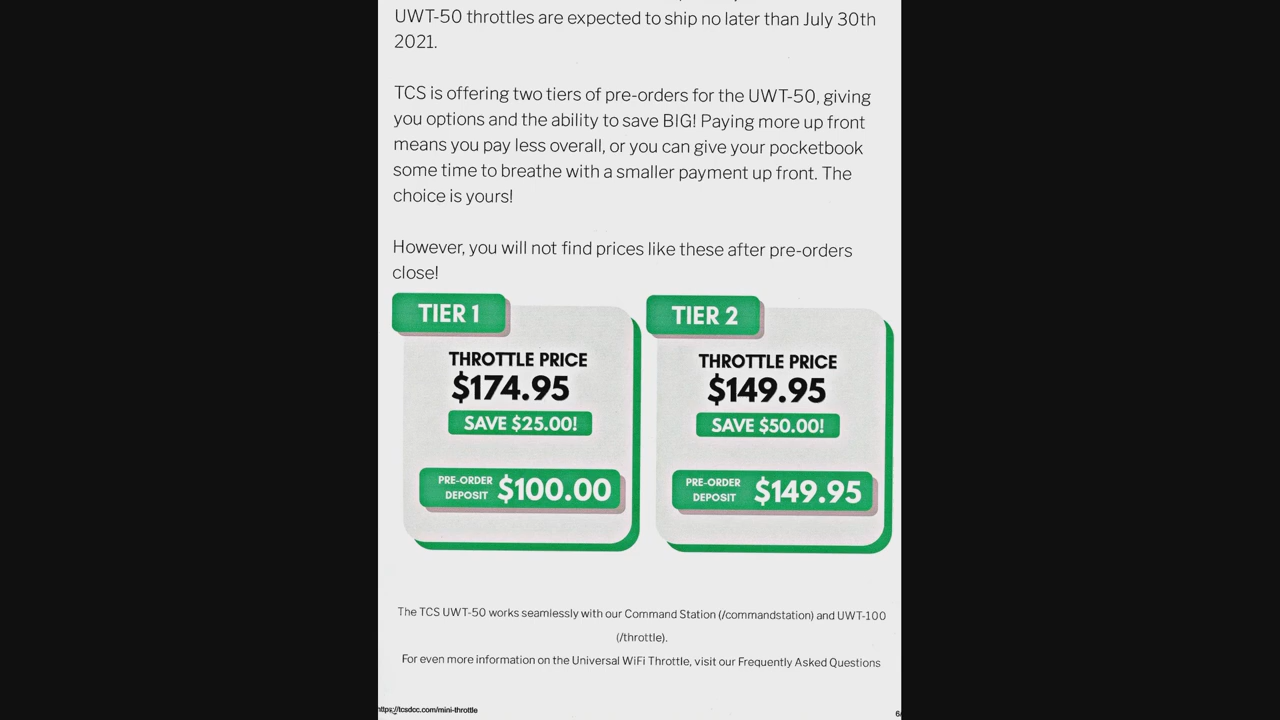 UWT-50 throttles are expected to ship no later than July 30th
2021.
TCS is offering two tiers of pre-orders for the UWT-50, giving
you options and the ability to save BIG! Paying more up front
means you pay less overall, or you can give your pocketbook
some time to breathe with a smaller payment up front. The
choice is yours!
However, you will not find prices like these after pre-orders
close!
TIER 1
THROTTLE PRICE
$174.95
SAVE $25.00!
PRE-ORDER
DEPOSIT $100.00
TIER 2
THROTTLE PRICE
$149.95
SAVE $50.00!
PRE-ORDER
DEPOSIT $149.95
The TCS UWT-50 works seamlessly with our Command Station (/commandstation) and UWT-100
(/throttle).
For even more information on the Universal WiFi Throttle, visit our Frequently Asked Questions
https://tcsdcc.com/mini-throttle